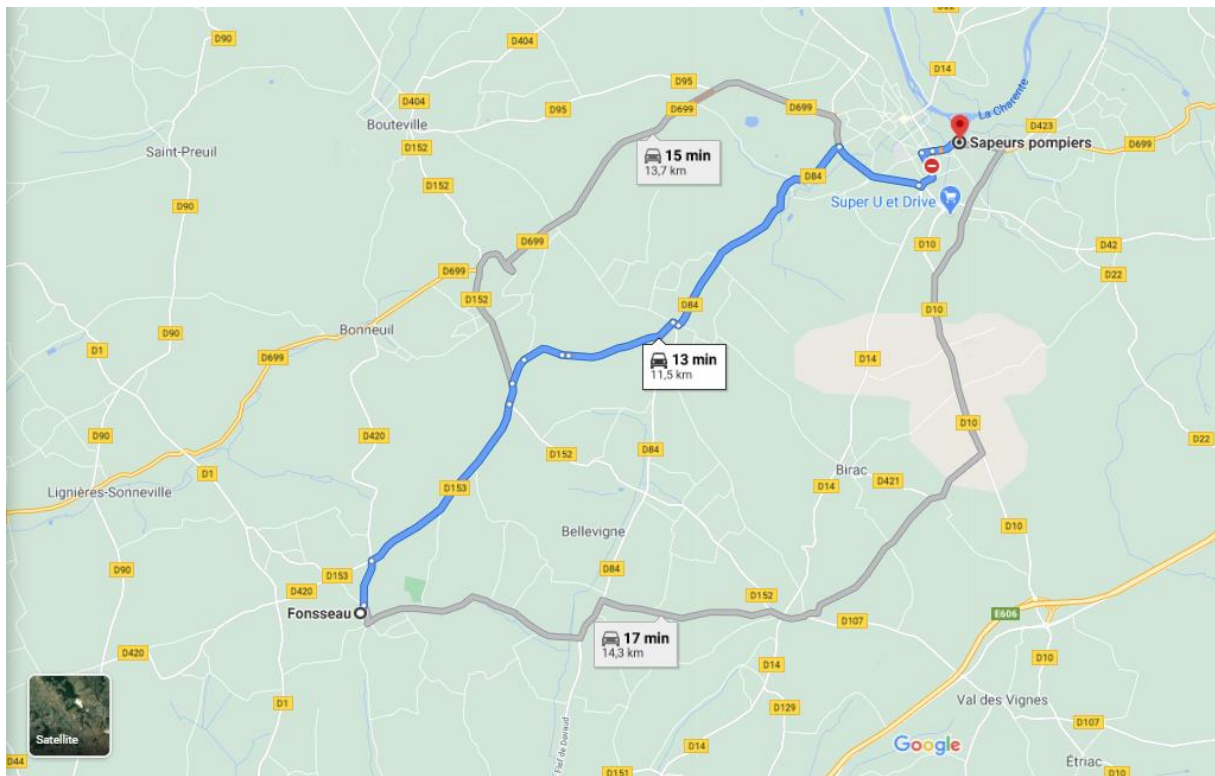 D22
D90
D404
D14
D95
D404
D699
D699
La Charente
D423
D95
Bouteville
D699
Saint-Preuil
D152
15 min
13,7 km
Sapeurs pompiers
D152
D84
Super U et Drive
D90
D699
D10
D42
D22
D699
D152
D84
D10
Bonneuil
D90
D1
13 min
11,5 km
D14
D699
D10
D90
D420
D22
D1
D152
D84
Birac
Lignières-Sonneville
D153
D14
D421
D10
Bellevigne
D90
D153
D84
D420
D152
Fonsseau
E606
D107
17 min
14,3 km
D420
D14
D10
Satellite
D1
D129
Val des Vignes
D107
Fief de Doraud
Google
D14
D44
D151
D10
Étriac